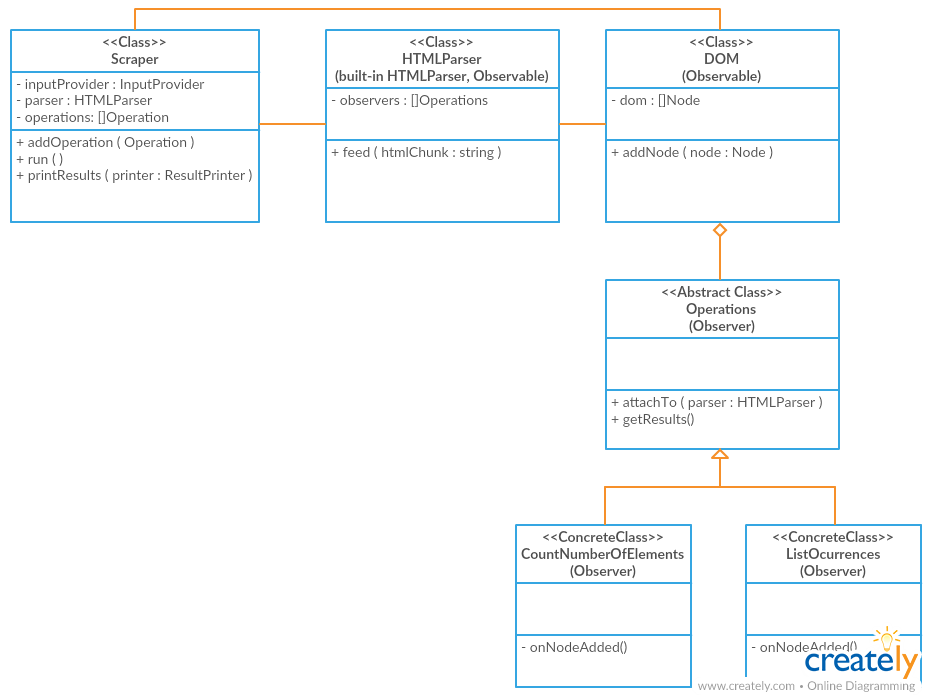 <<Class>>
Scraper
- inputProvider : InputProvider
- parser : HTMLParser
- operations: []Operation
+ addOperation ( Operation )
+ run ( )
+ printResults ( printer : ResultPrinter )
<<Class>>
HTMLParser
(built-in HTMLParser, Observable)
- observers : []Operations
+ feed ( htmlChunk : string )
<<Class>>
DOM
(Observable)
- dom : []Node
+ addNode ( node : Node )
<<Abstract Class>>
Operations
(Observer)
+ attachTo ( parser : HTMLParser )
+ getResults()
<<ConcreteClass>>
CountNumberOfElements
(Observer)
- onNodeAdded()
<<ConcreteClass>>
ListOcurrences
(Observer)
- onNodeAdded()
creately
www.creately.com • Online Diagramming